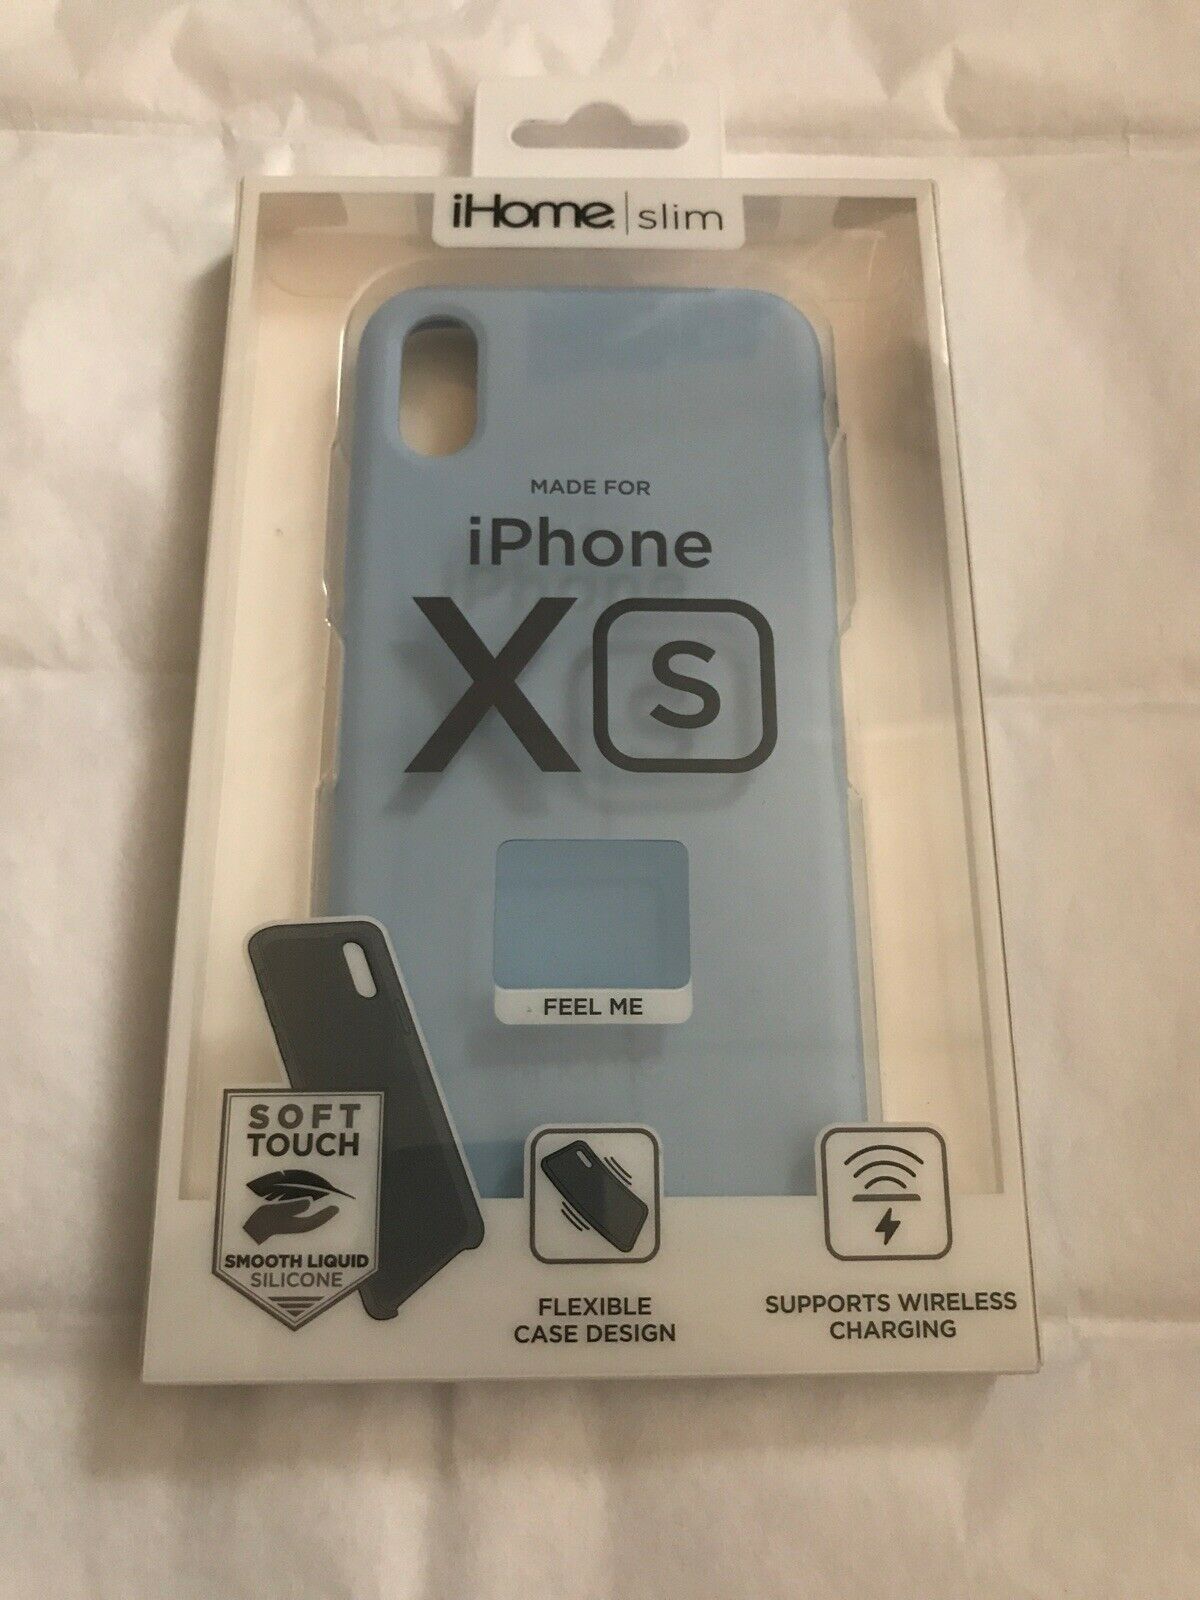 iHome | slim
MADE FOR
iPhone
XS
FEEL ME
SOFT
TOUCH
SMOOTH LIQUID
SILICONE
FLEXIBLE
CASE DESIGN
SUPPORTS WIRELESS
CHARGING